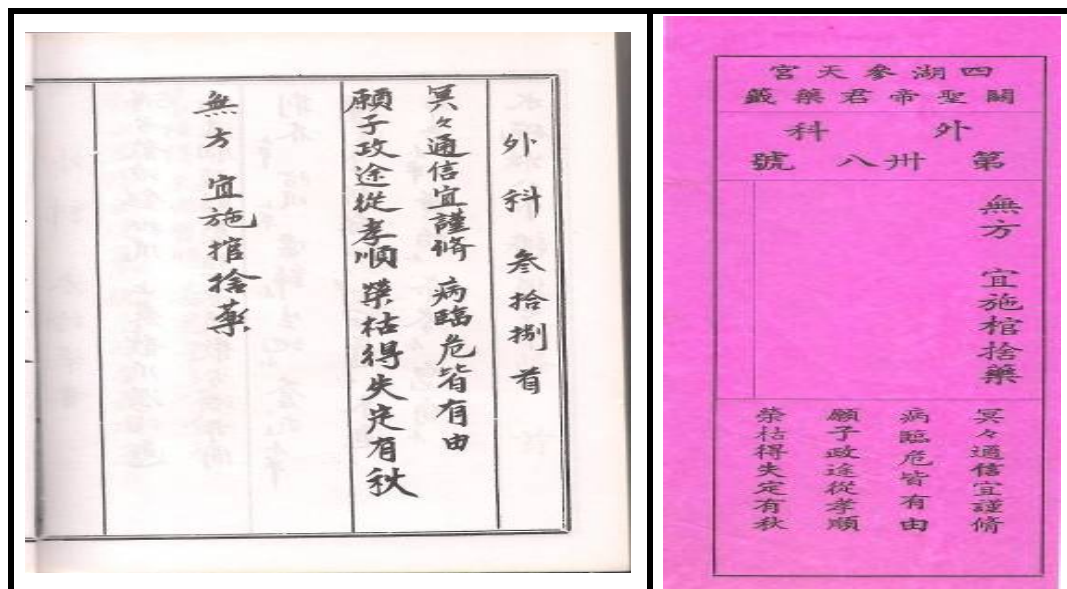 外科 叁拾捌首
冥々通信宜謹脩 病臨危皆有由
願子政途從孝順 榮枯得失定有秋
無方 宜施棺捨藥
四湖參天宮
關聖帝君藥籤
外科
第卅八號
無方 宜施棺捨藥
冥々通信宜謹脩
病臨危皆有由
願子政途從孝順
榮枯得失定有秋